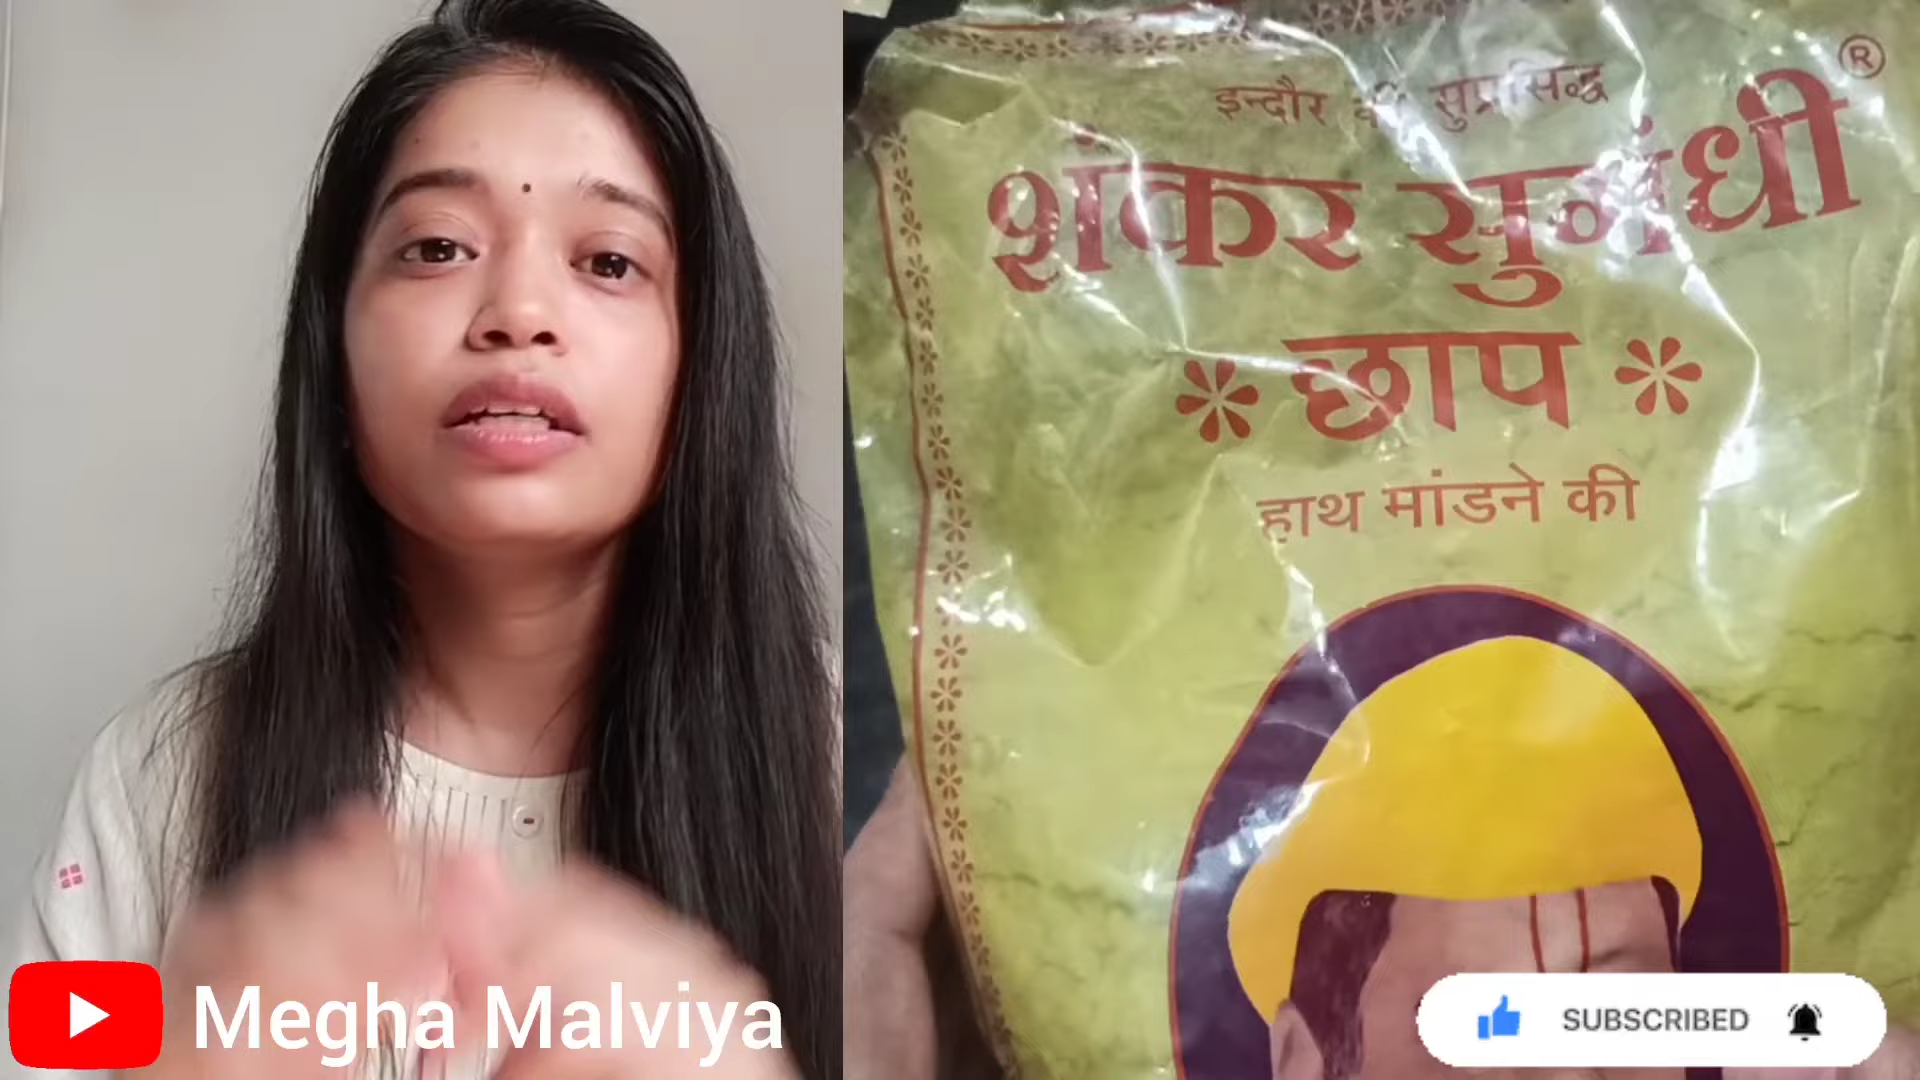 इन्दौर की सुप्रसिद्ध
शंकर सुगंधी ®
* छाप *
हाथ मांडने की
Megha Malviya
SUBSCRIBED